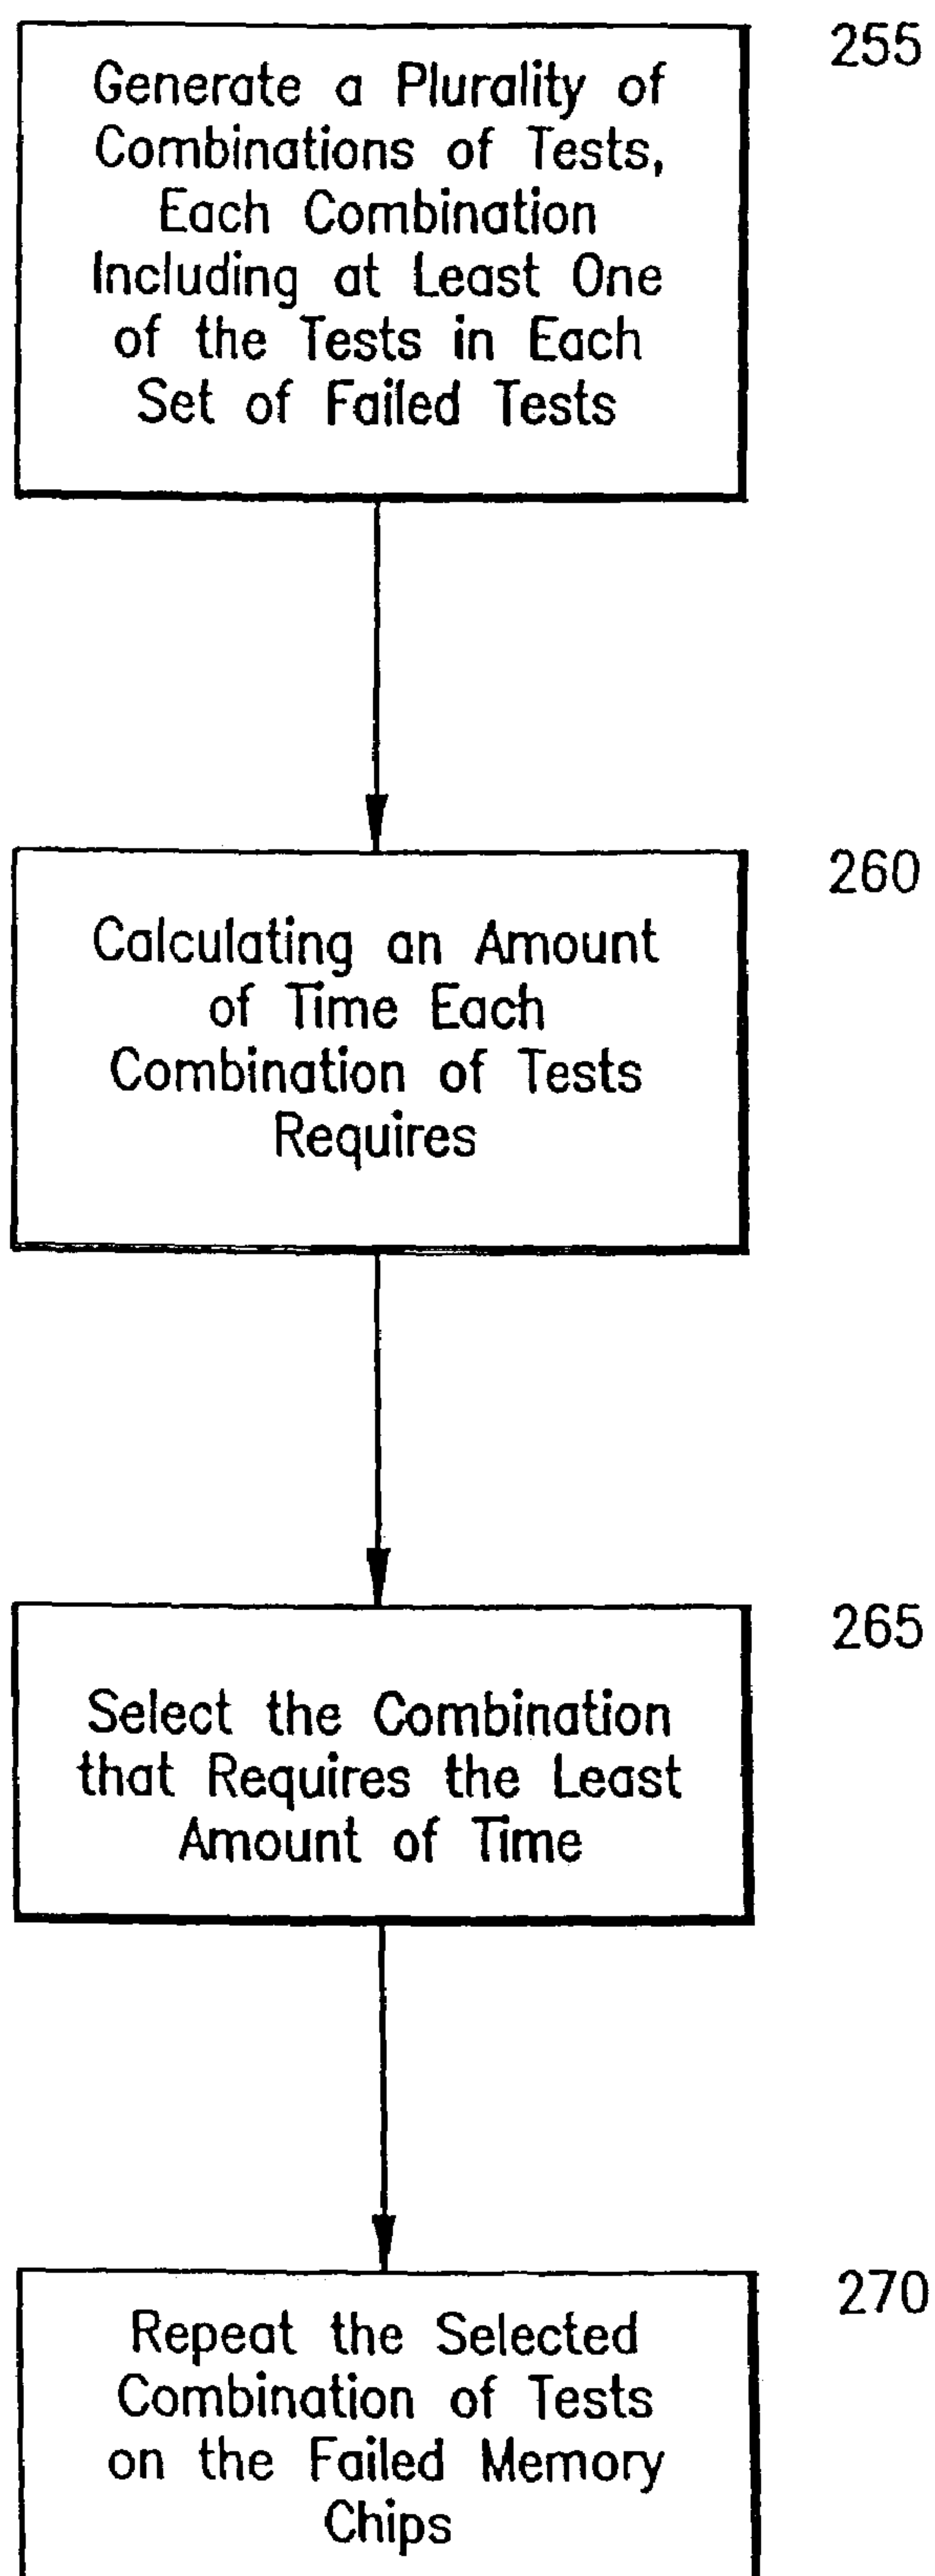 Generate a Plurality of
Combinations of Tests,
Each Combination
Including at Least One
of the Tests in Each
Set of Failed Tests
255
Calculating an Amount
of Time Each
Combination of Tests
Requires
260
Select the Combination
that Requires the Least
Amount of Time
265
Repeat the Selected
Combination of Tests
on the Failed Memory
Chips
270